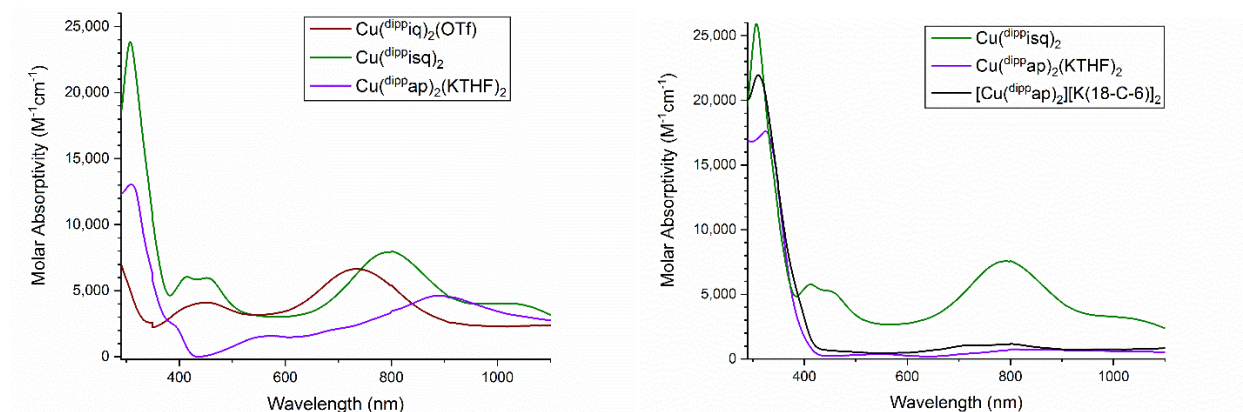 25,000
20,000
15,000
10,000
5,000
0
Molar Absorptivity (M⁻¹cm⁻¹)
Cu(ᵈⁱᵖᵖiq)₂(OTf)
Cu(ᵈⁱᵖᵖisq)₂
Cu(ᵈⁱᵖᵖap)₂(KTHF)₂
400 600 800 1000
Wavelength (nm)
25,000
20,000
15,000
10,000
5,000
0
Molar Absorptivity (M⁻¹cm⁻¹)
Cu(ᵈⁱᵖᵖisq)₂
Cu(ᵈⁱᵖᵖap)₂(KTHF)₂
[Cu(ᵈⁱᵖᵖap)₂][K(18-C-6)]₂
400 600 800 1000
Wavelength (nm)